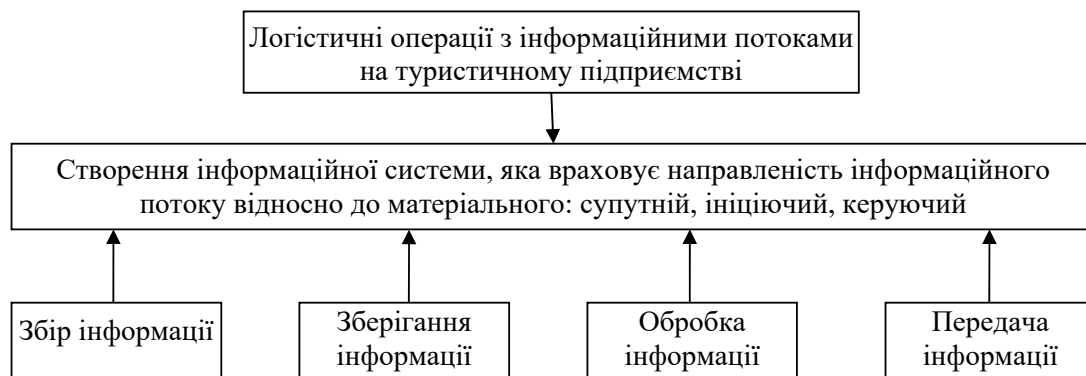 Логістичні операції з інформаційними потоками
на туристичному підприємстві
Створення інформаційної системи, яка враховує направленість інформаційного
потоку відносно до матеріального: супутній, ініціюючий, керуючий
Збір інформації
Зберігання
інформації
Обробка
інформації
Передача
інформації